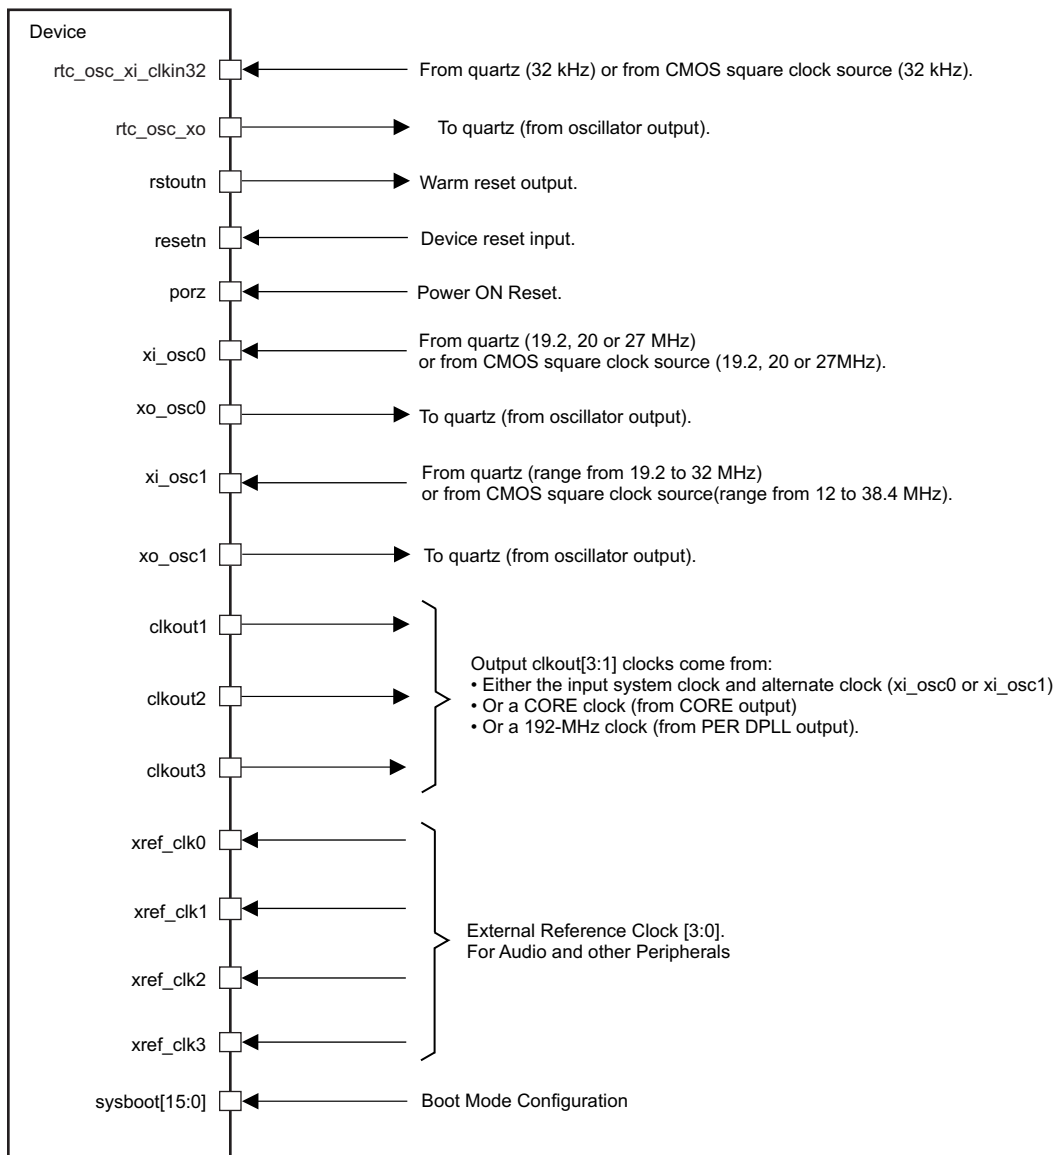 Device
rtc_osc_xi_clkin32 From quartz (32 kHz) or from CMOS square clock source (32 kHz).
rtc_osc_xo To quartz (from oscillator output).
rstoutn Warm reset output.
resetn Device reset input.
porz Power ON Reset.
xi_osc0 From quartz (19.2, 20 or 27 MHz)
or from CMOS square clock source (19.2, 20 or 27MHz).
xo_osc0 To quartz (from oscillator output).
xi_osc1 From quartz (range from 19.2 to 32 MHz)
or from CMOS square clock source(range from 12 to 38.4 MHz).
xo_osc1 To quartz (from oscillator output).
clkout1
clkout2
clkout3
Output clkout[3:1] clocks come from:
• Either the input system clock and alternate clock (xi_osc0 or xi_osc1)
• Or a CORE clock (from CORE output)
• Or a 192-MHz clock (from PER DPLL output).
xref_clk0
xref_clk1
xref_clk2
xref_clk3
External Reference Clock [3:0].
For Audio and other Peripherals
sysboot[15:0] Boot Mode Configuration